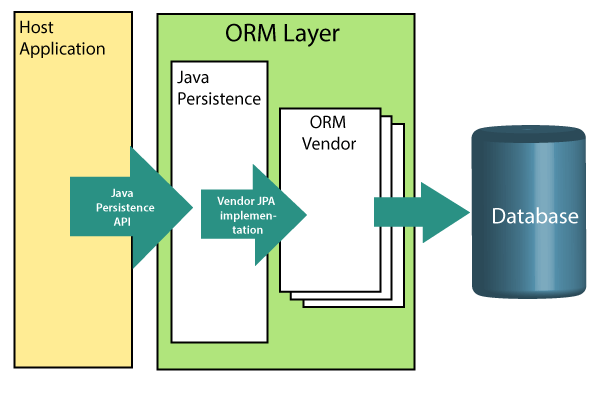 Host
Application
ORM Layer
Java
Persistence
ORM
Vendor
Java
Persistence
API
Vendor JPA
implemen-
tation
Database